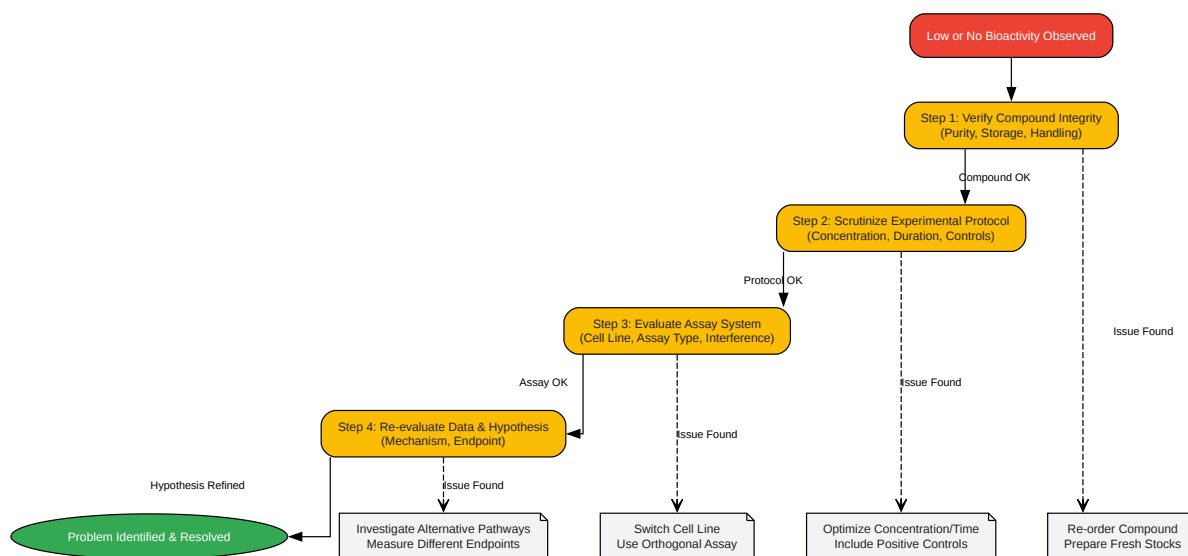 Low or No Bioactivity Observed
Step 1: Verify Compound Integrity
(Purity, Storage, Handling)
Compound OK
Step 2: Scrutinize Experimental Protocol
(Concentration, Duration, Controls)
Protocol OK
Step 3: Evaluate Assay System
(Cell Line, Assay Type, Interference)
Issue Found
Assay OK
Issue Found
Step 4: Re-evaluate Data & Hypothesis
(Mechanism, Endpoint)
Issue Found
Hypothesis Refined
Issue Found
Problem Identified & Resolved
Investigate Alternative Pathways
Measure Different Endpoints
Switch Cell Line
Use Orthogonal Assay
Optimize Concentration/Time
Include Positive Controls
Re-order Compound
Prepare Fresh Stocks